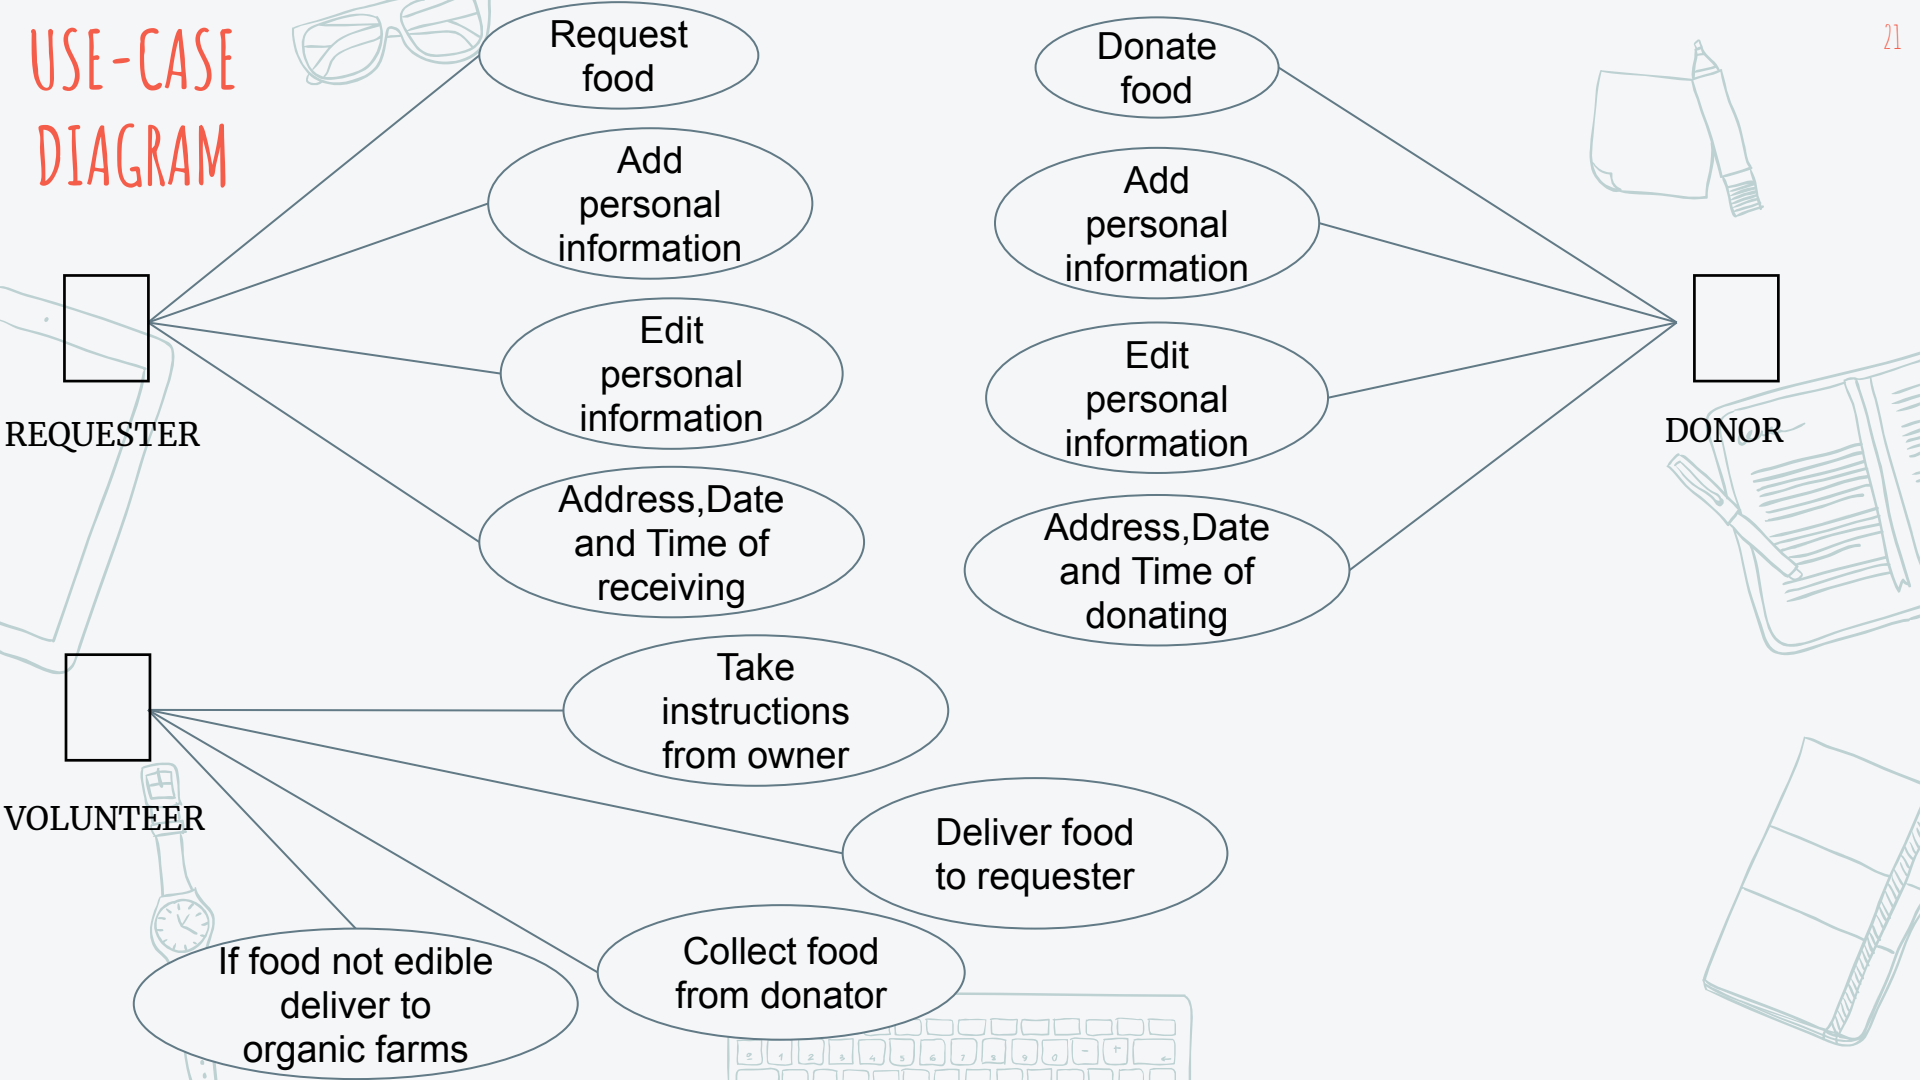 USE-CASE
DIAGRAM
21
Request
food
Add
personal
information
Edit
personal
information
Address,Date
and Time of
receiving
REQUESTER
Donate
food
Add
personal
information
Edit
personal
information
Address,Date
and Time of
donating
DONOR
Take
instructions
from owner
Deliver food
to requester
Collect food
from donator
If food not edible
deliver to
organic farms
VOLUNTEER